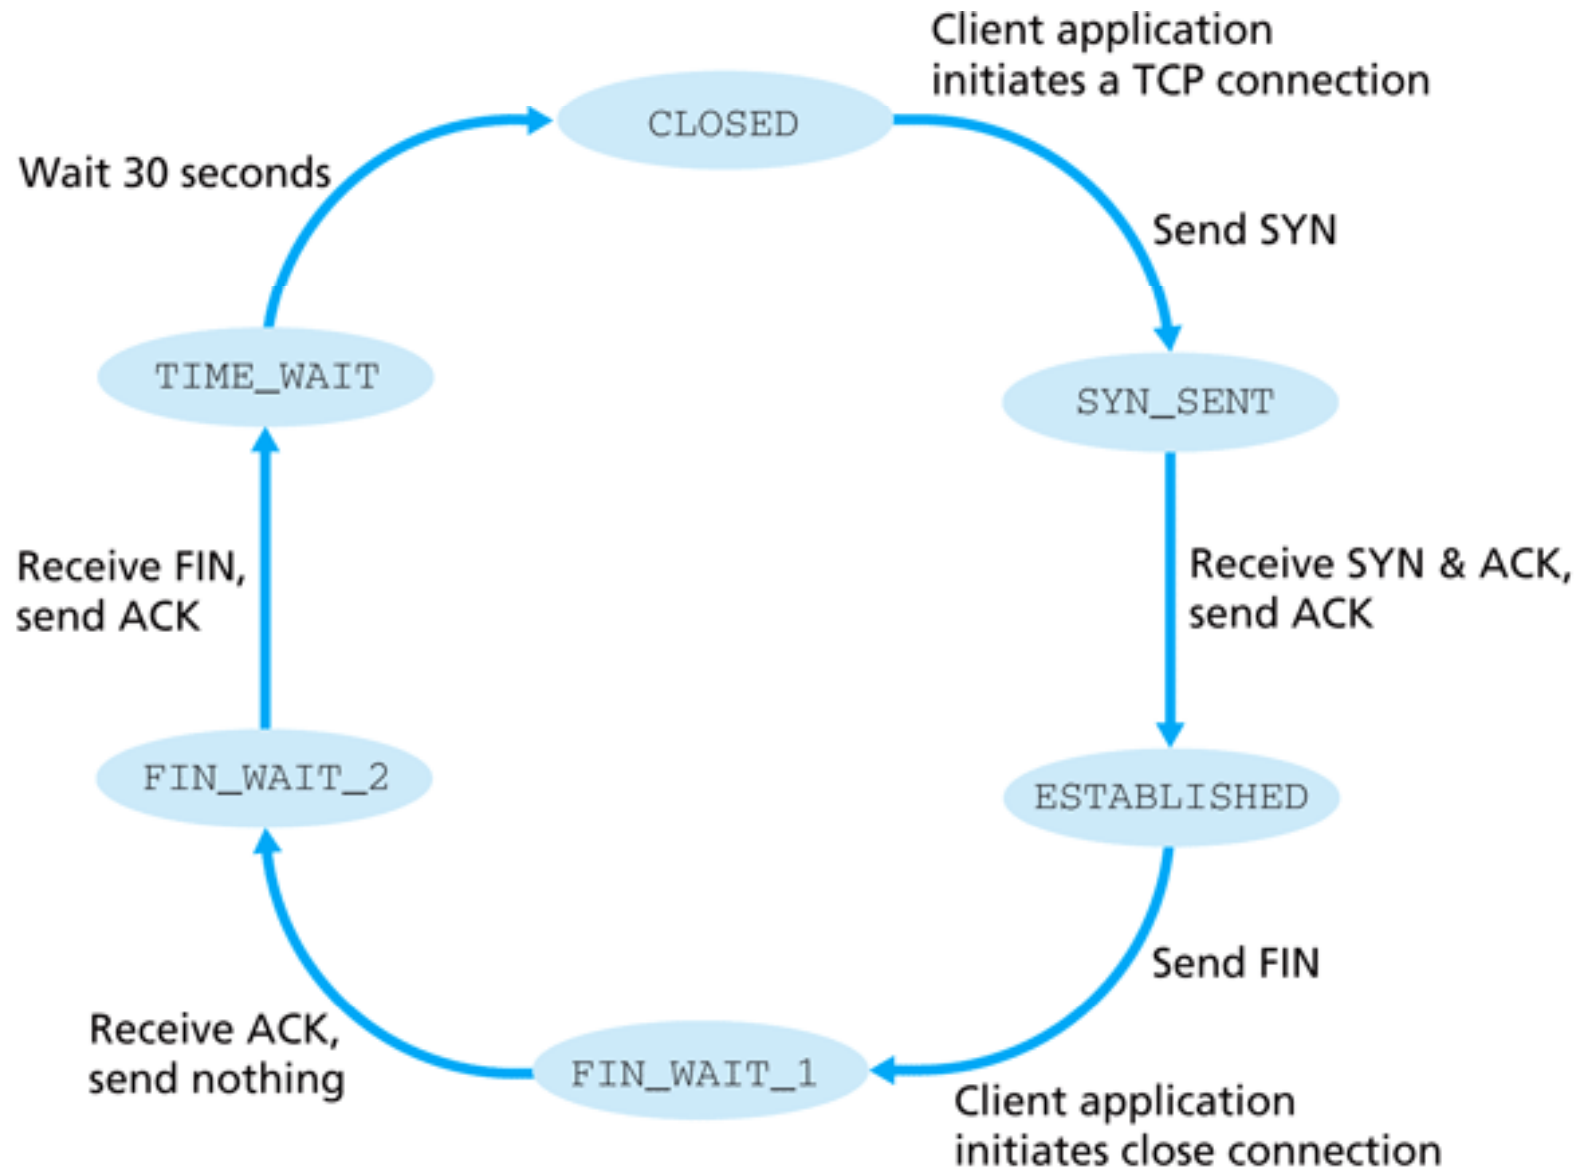 Client application
initiates a TCP connection
CLOSED
Wait 30 seconds
Send SYN
TIME_WAIT
SYN_SENT
Receive FIN,
send ACK
Receive SYN & ACK,
send ACK
FIN_WAIT_2
ESTABLISHED
Send FIN
Receive ACK,
send nothing
FIN_WAIT_1
Client application
initiates close connection